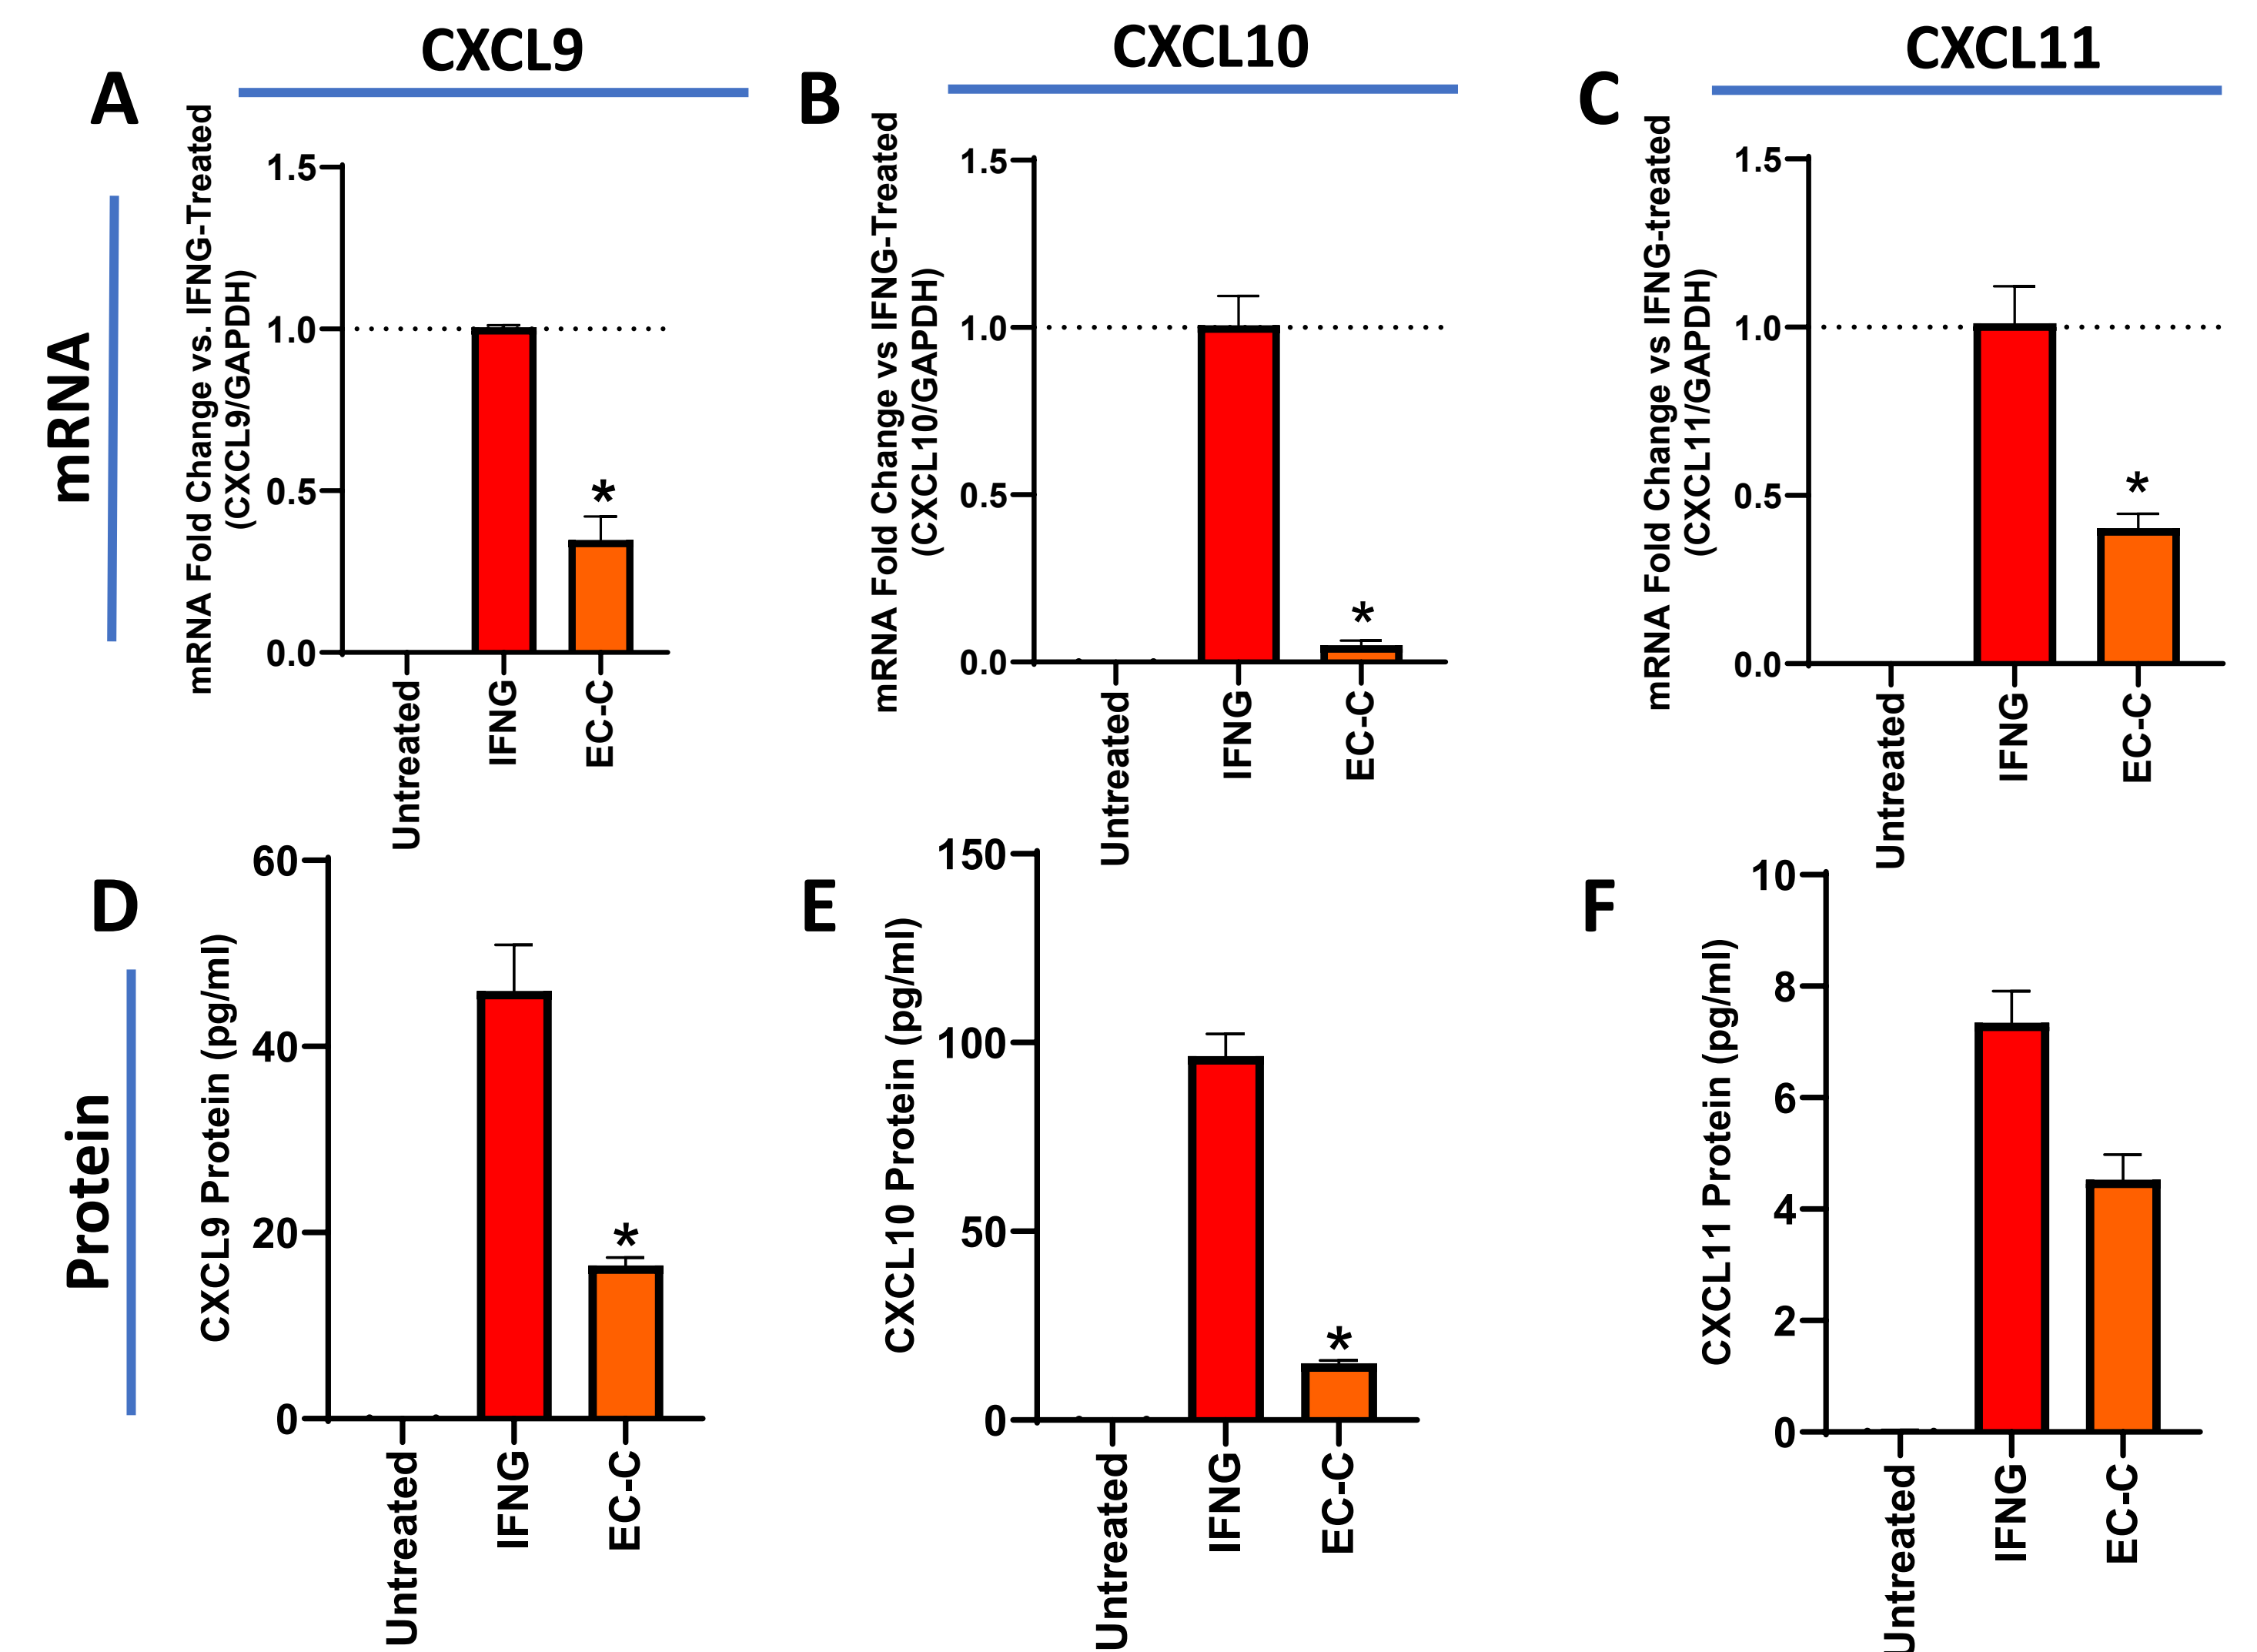 CXCL9
CXCL10
CXCL11
mRNA
A
mRNA Fold Change vs. IFNG-Treated
(CXCL9/GAPDH)
1.5
1.0
0.5
0.0
*
Untreated
IFNG
EC-C
B
mRNA Fold Change vs IFNG-Treated
(CXCL10/GAPDH)
1.5
1.0
0.5
0.0
*
Untreated
IFNG
EC-C
C
mRNA Fold Change vs IFNG-treated
(CXCL11/GAPDH)
1.5
1.0
0.5
0.0
*
Untreated
IFNG
EC-C
Protein
D
CXCL9 Protein (pg/ml)
60
40
20
0
*
Untreated
IFNG
EC-C
E
CXCL10 Protein (pg/ml)
150
100
50
0
*
Untreated
IFNG
EC-C
F
CXCL11 Protein (pg/ml)
10
8
6
4
2
0
Untreated
IFNG
EC-C